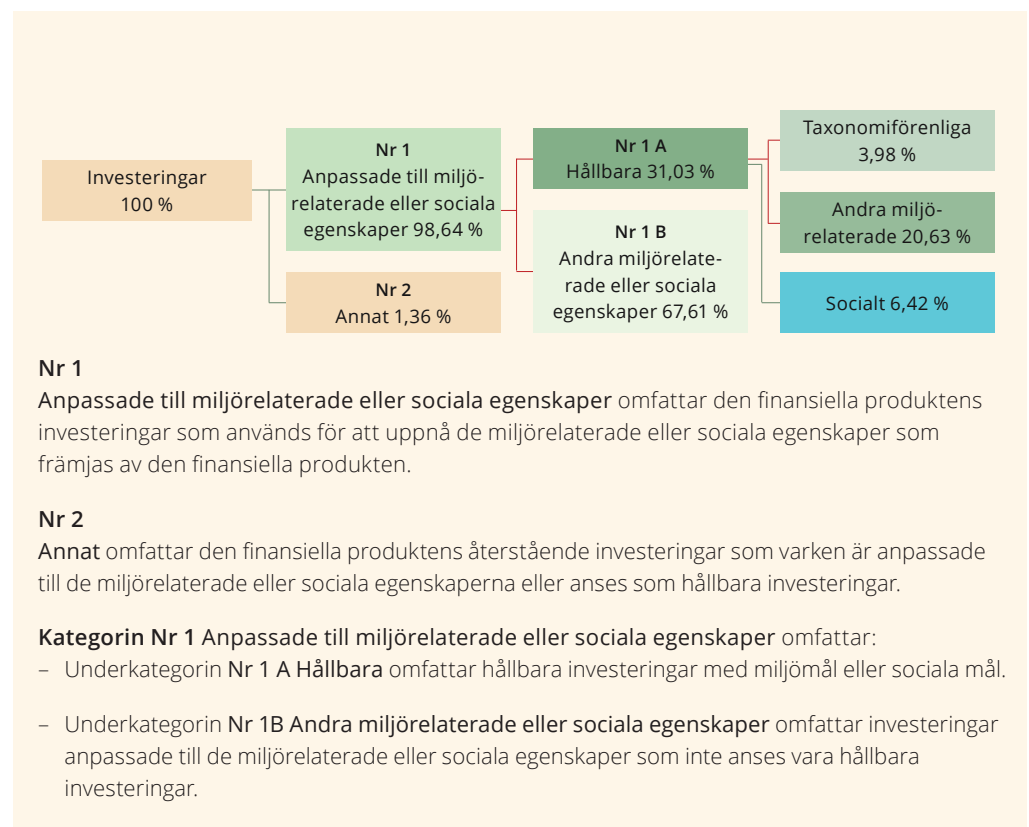 Investeringar
100 %
Nr 1
Anpassade till miljö-
relaterade eller sociala
egenskaper 98,64 %
Nr 2
Annat 1,36 %
Nr 1 A
Hållbara 31,03 %
Nr 1 B
Andra miljörelate-
rade eller sociala
egenskaper 67,61 %
Taxonomiförenliga
3,98 %
Andra miljö-
relaterade 20,63 %
Socialt 6,42 %
Nr 1
Anpassade till miljörelaterade eller sociala egenskaper omfattar den finansiella produktens
investeringar som används för att uppnå de miljörelaterade eller sociala egenskaper som
främjas av den finansiella produkten.
Nr 2
Annat omfattar den finansiella produktens återstående investeringar som varken är anpassade
till de miljörelaterade eller sociala egenskaperna eller anses som hållbara investeringar.
Kategorin Nr 1 Anpassade till miljörelaterade eller sociala egenskaper omfattar:
– Underkategorin Nr 1 A Hållbara omfattar hållbara investeringar med miljömål eller sociala mål.
– Underkategorin Nr 1B Andra miljörelaterade eller sociala egenskaper omfattar investeringar
anpassade till de miljörelaterade eller sociala egenskaper som inte anses vara hållbara
investeringar.